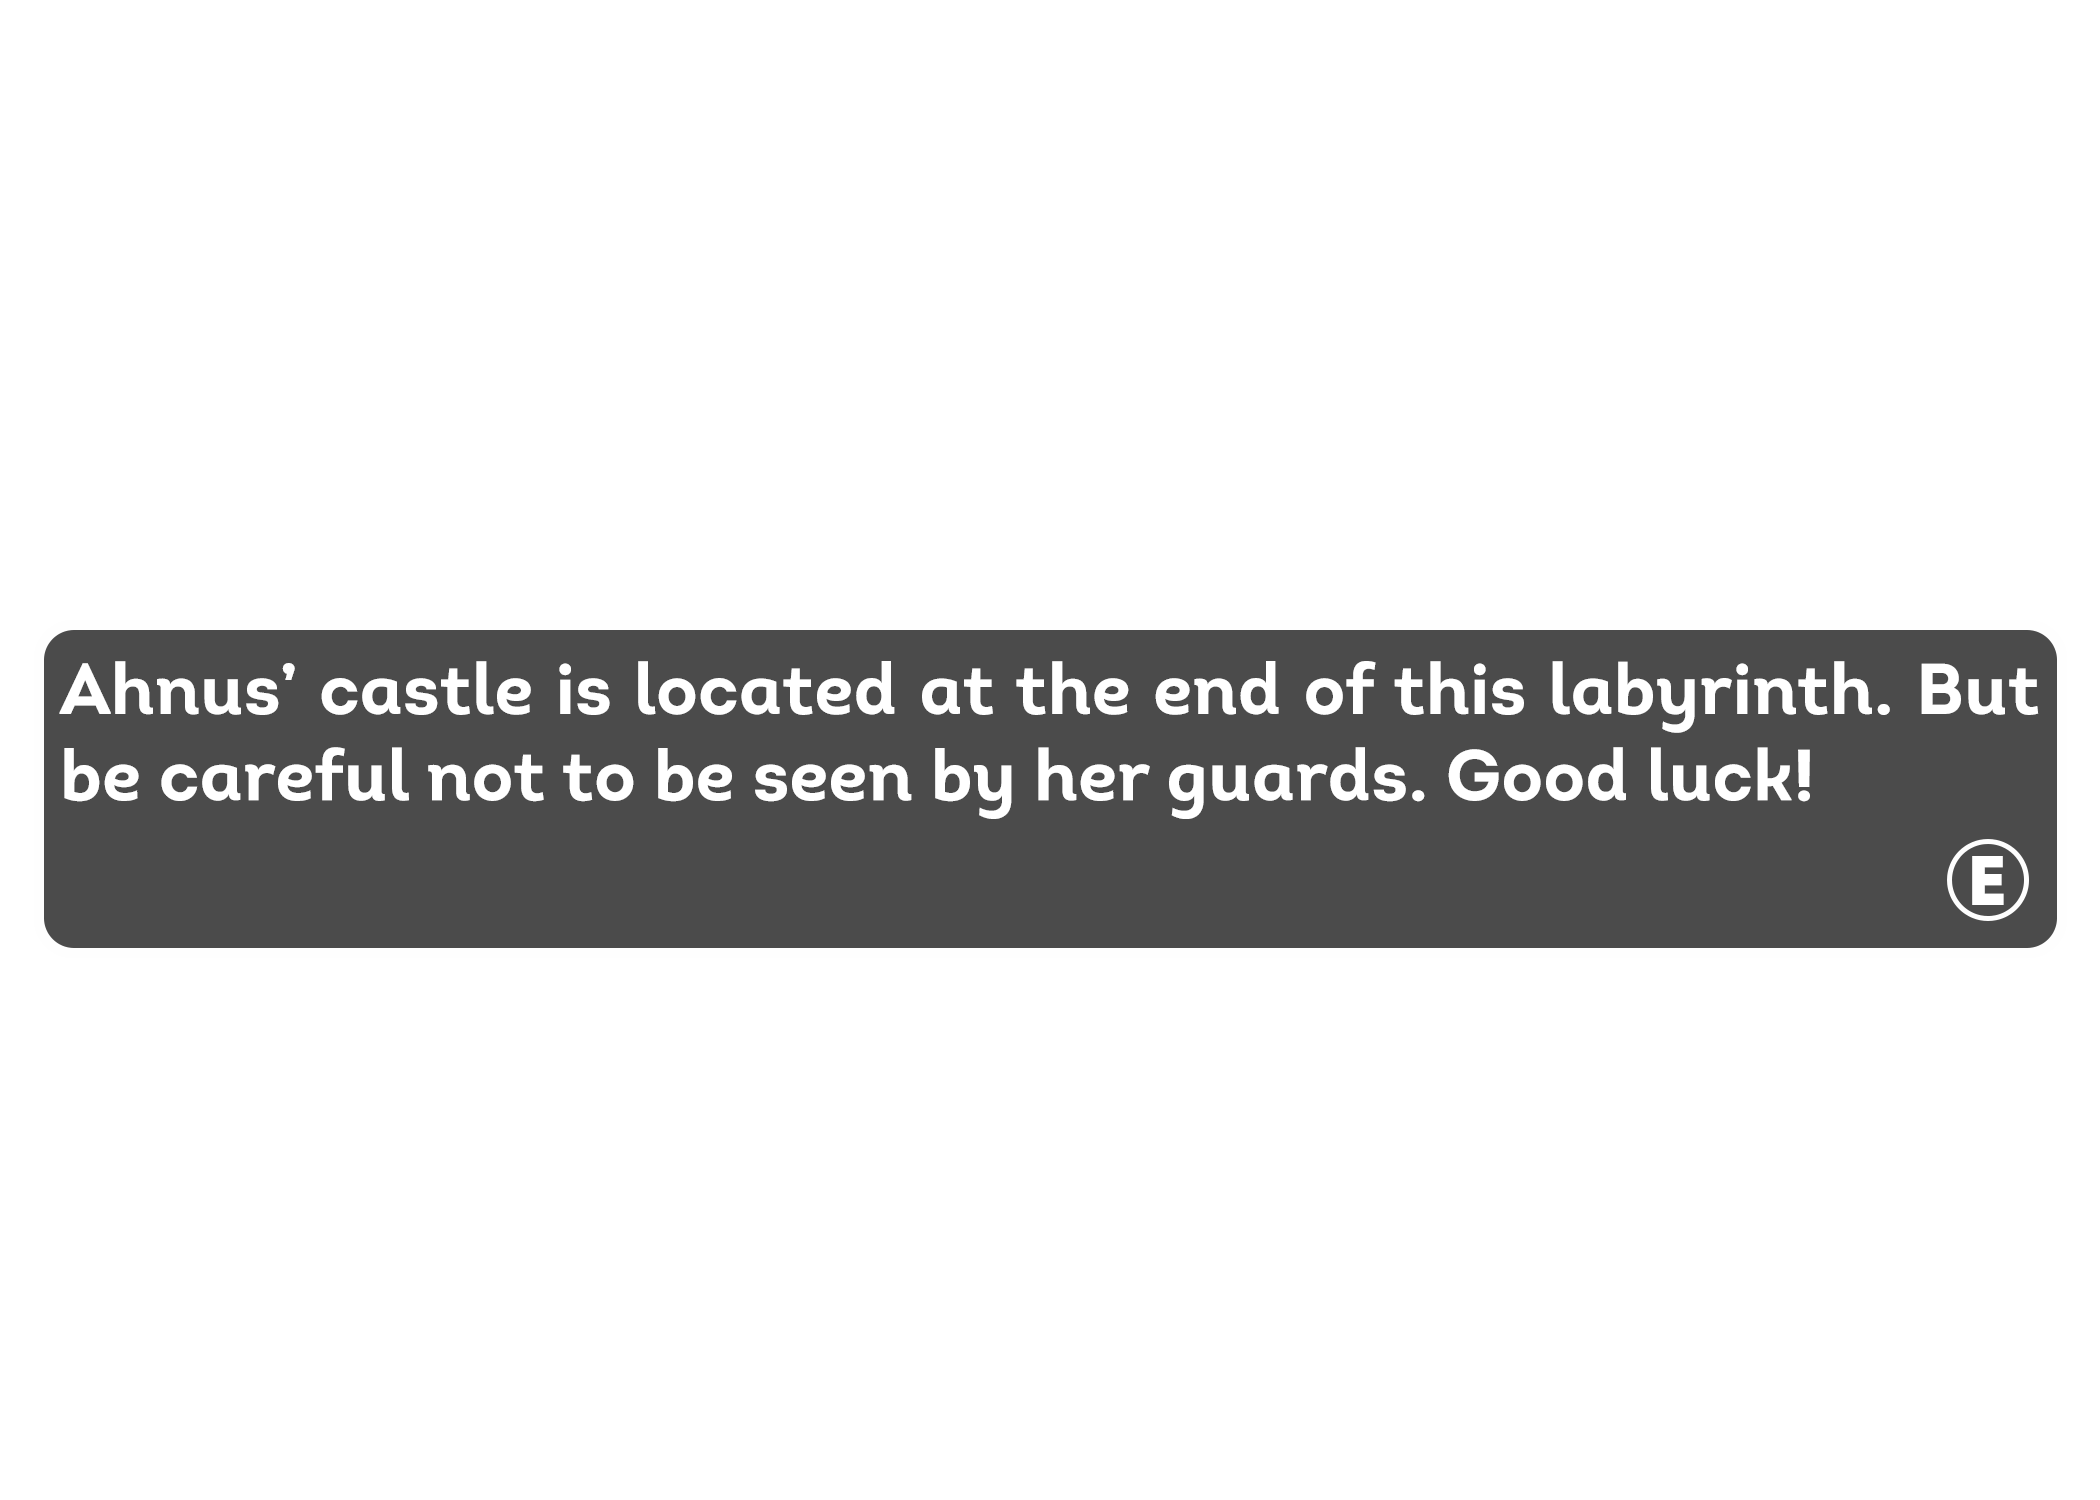 Ahnus’ castle is located at the end of this labyrinth. But
be careful not to be seen by her guards. Good luck!
E